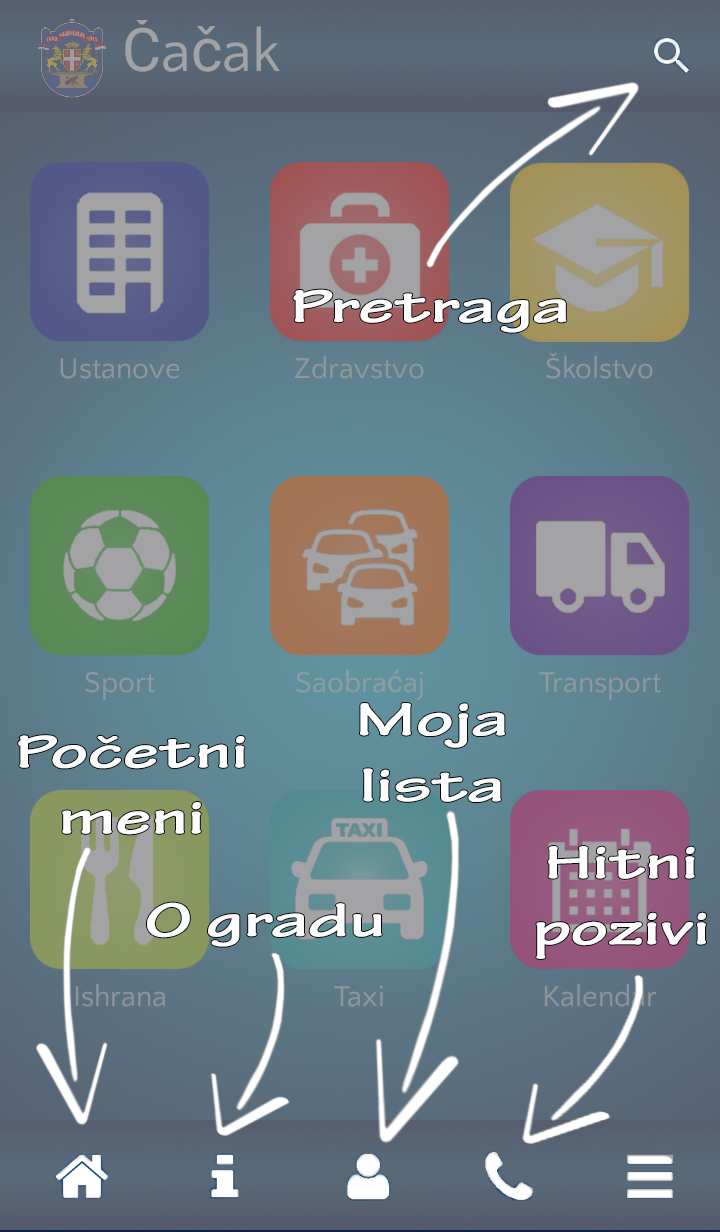 Čačak
Pretraga
Ustanove
Zdravstvo
Školstvo
Sport
Saobraćaj
Transport
Početni
meni
Moja
lista
TAXI
O gradu
Hitni
pozivi
Ishrana
Taxi
Kalendar